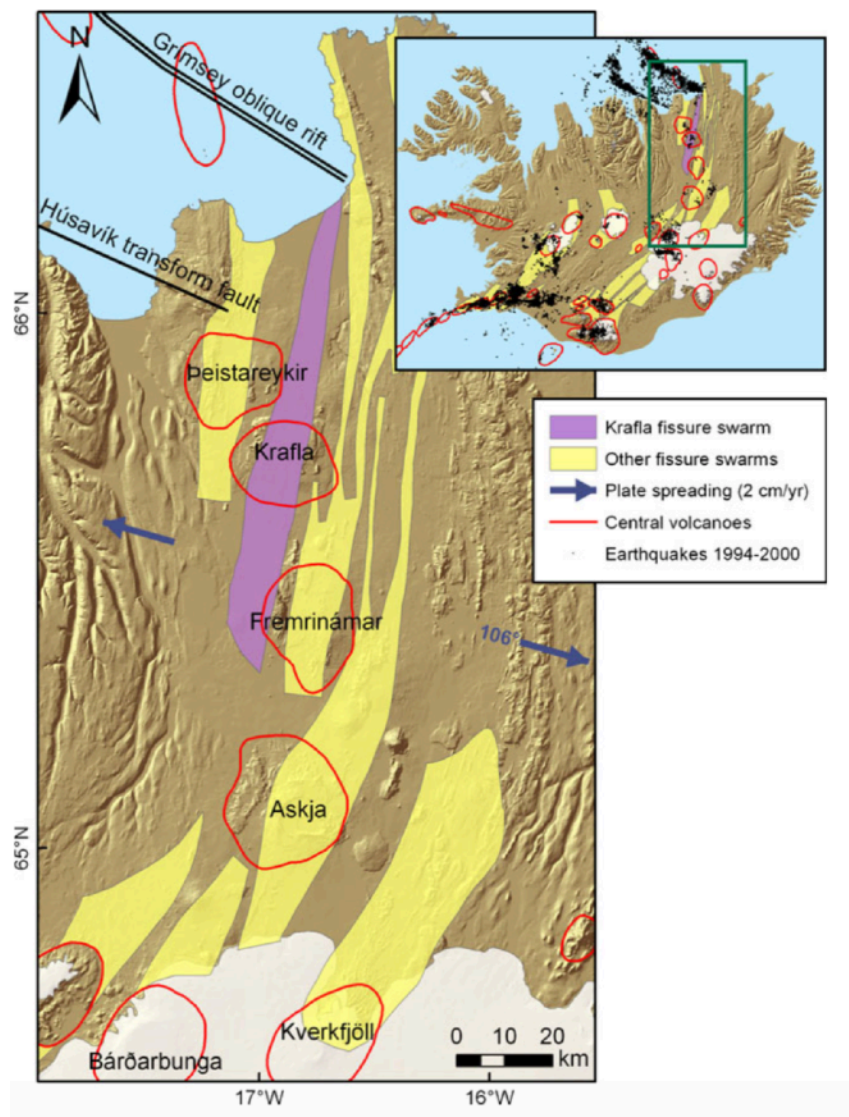 N
Grímsey oblique rift
Húsavík transform fault
66°N
Þeistareykir
Krafla
Krafla fissure swarm
Other fissure swarms
Plate spreading (2 cm/yr)
Central volcanoes
Earthquakes 1994-2000
Fremrinámar
106°
Askja
65°N
Bárðarbunga
Kverkfjöll
0 10 20
km
17°W
16°W